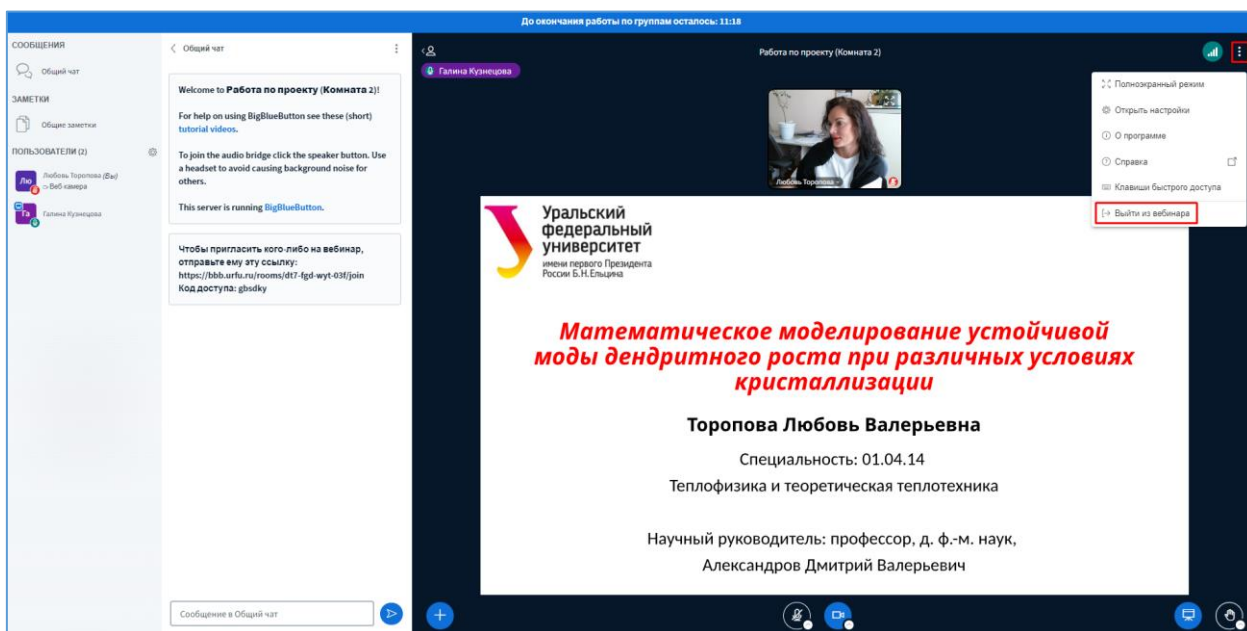 До окончания работы по группам осталось: 11:18
СООБЩЕНИЯ
Общий чат
ЗАМЕТКИ
Общие заметки
ПОЛЬЗОВАТЕЛИ (2)
Лю
Любовь Торопова (Вы)
Веб-камера
Га
Галина Кузнецова
Общий чат
Welcome to Работа по проекту (Комната 2)!
For help on using BigBlueButton see these (short)
tutorial videos.
To join the audio bridge click the speaker button. Use
a headset to avoid causing background noise for
others.
This server is running BigBlueButton.
Чтобы пригласить кого-либо на вебинар,
отправьте ему эту ссылку:
https://bbb.urfu.ru/rooms/dt7-fgd-wyt-03f/join
Код доступа: gbsdky
Сообщение в Общий чат
Работа по проекту (Комната 2)
Галина Кузнецова
Любовь Торопова
Полноэкранный режим
Открыть настройки
О программе
Справка
Клавиши быстрого доступа
Выйти из вебинара
Уральский
федеральный
университет
имени первого Президента
России Б.Н.Ельцина
Математическое моделирование устойчивой
моды дендритного роста при различных условиях
кристаллизации
Торопова Любовь Валерьевна
Специальность: 01.04.14
Теплофизика и теоретическая теплотехника
Научный руководитель: профессор, д. ф.-м. наук,
Александров Дмитрий Валерьевич